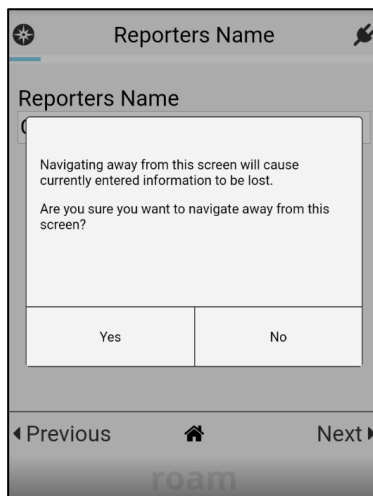 Reporters Name
Reporters Name
Navigating away from this screen will cause
currently entered information to be lost.
Are you sure you want to navigate away from this
screen?
Yes
No
Previous
Next
roam